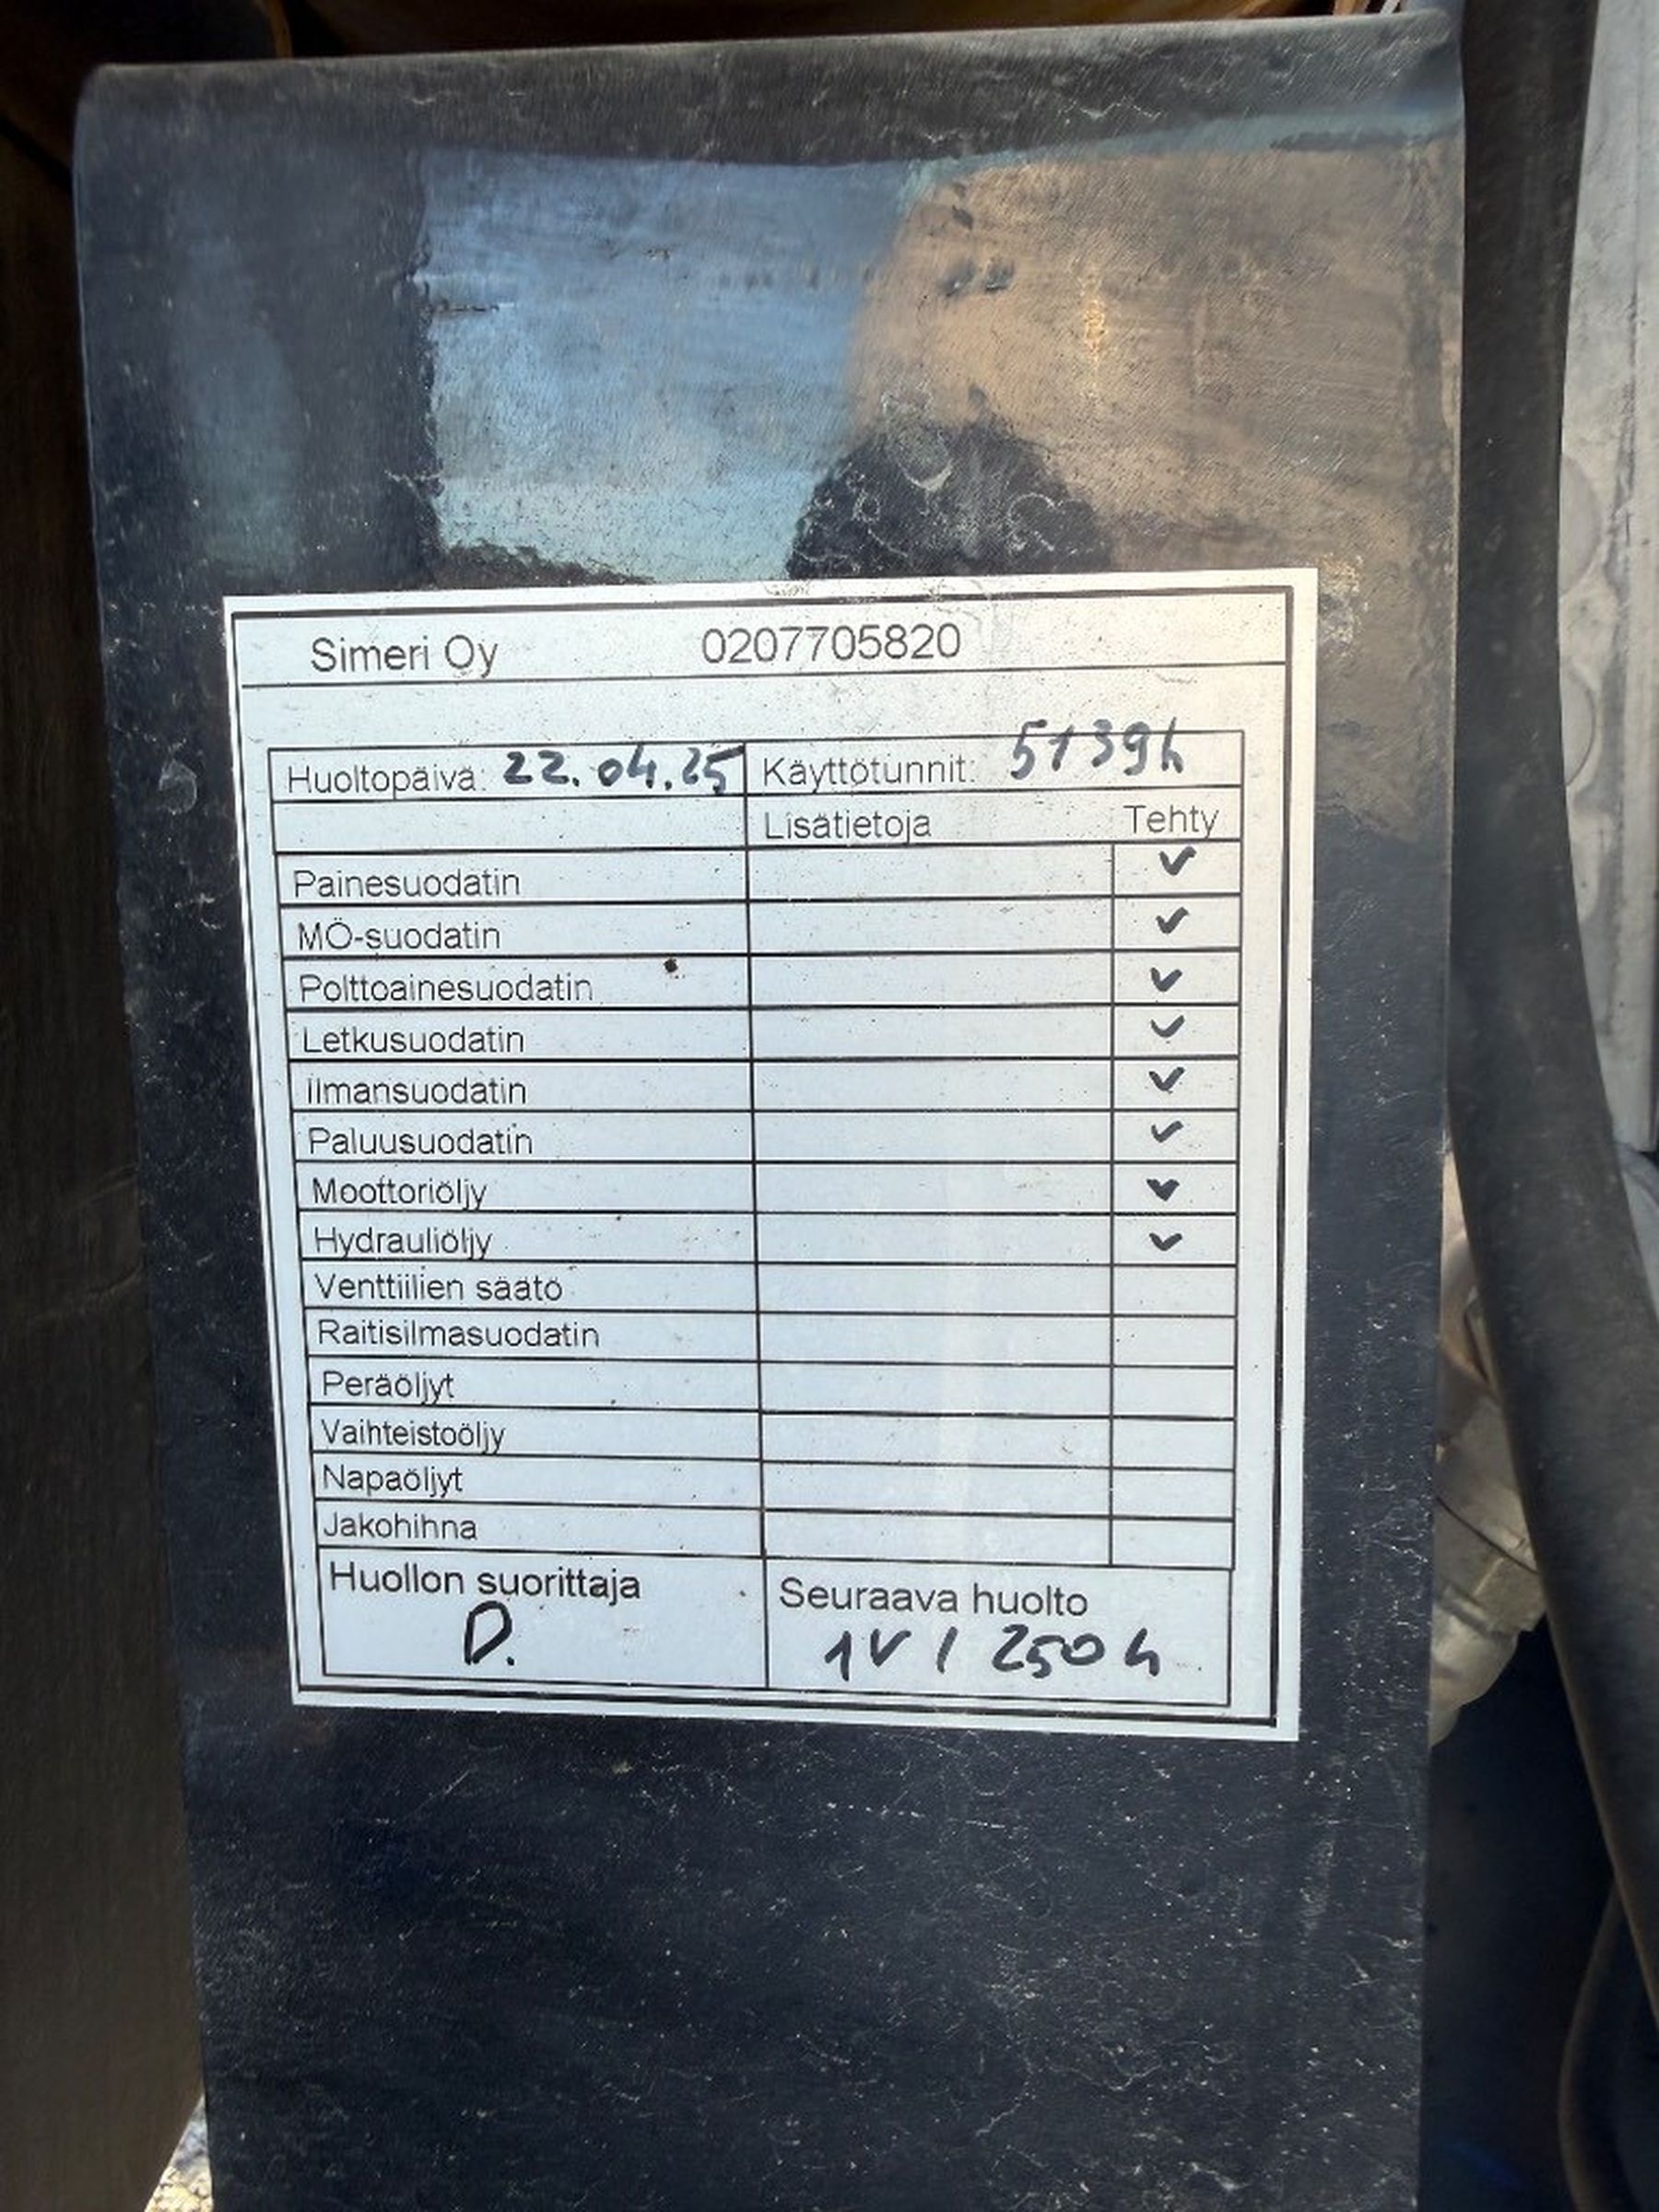 Simeri Oy 0207705820
Huoltopäivä: 22.04.25 Käyttötunnit: 5139h
Lisätietoja Tehty
Painesuodatin ✓
MÖ-suodatin ✓
Polttoainesuodatin ✓
Letkusuodatin ✓
Ilmansuodatin ✓
Paluusuodatin ✓
Moottoriöljy ✓
Hydrauliöljy ✓
Venttiilien säätö
Raitisilmasuodatin
Peräöljyt
Vaihteistoöljy
Napaöljyt
Jakohihna
Huollon suorittaja Seuraava huolto
D. 1V / 250h